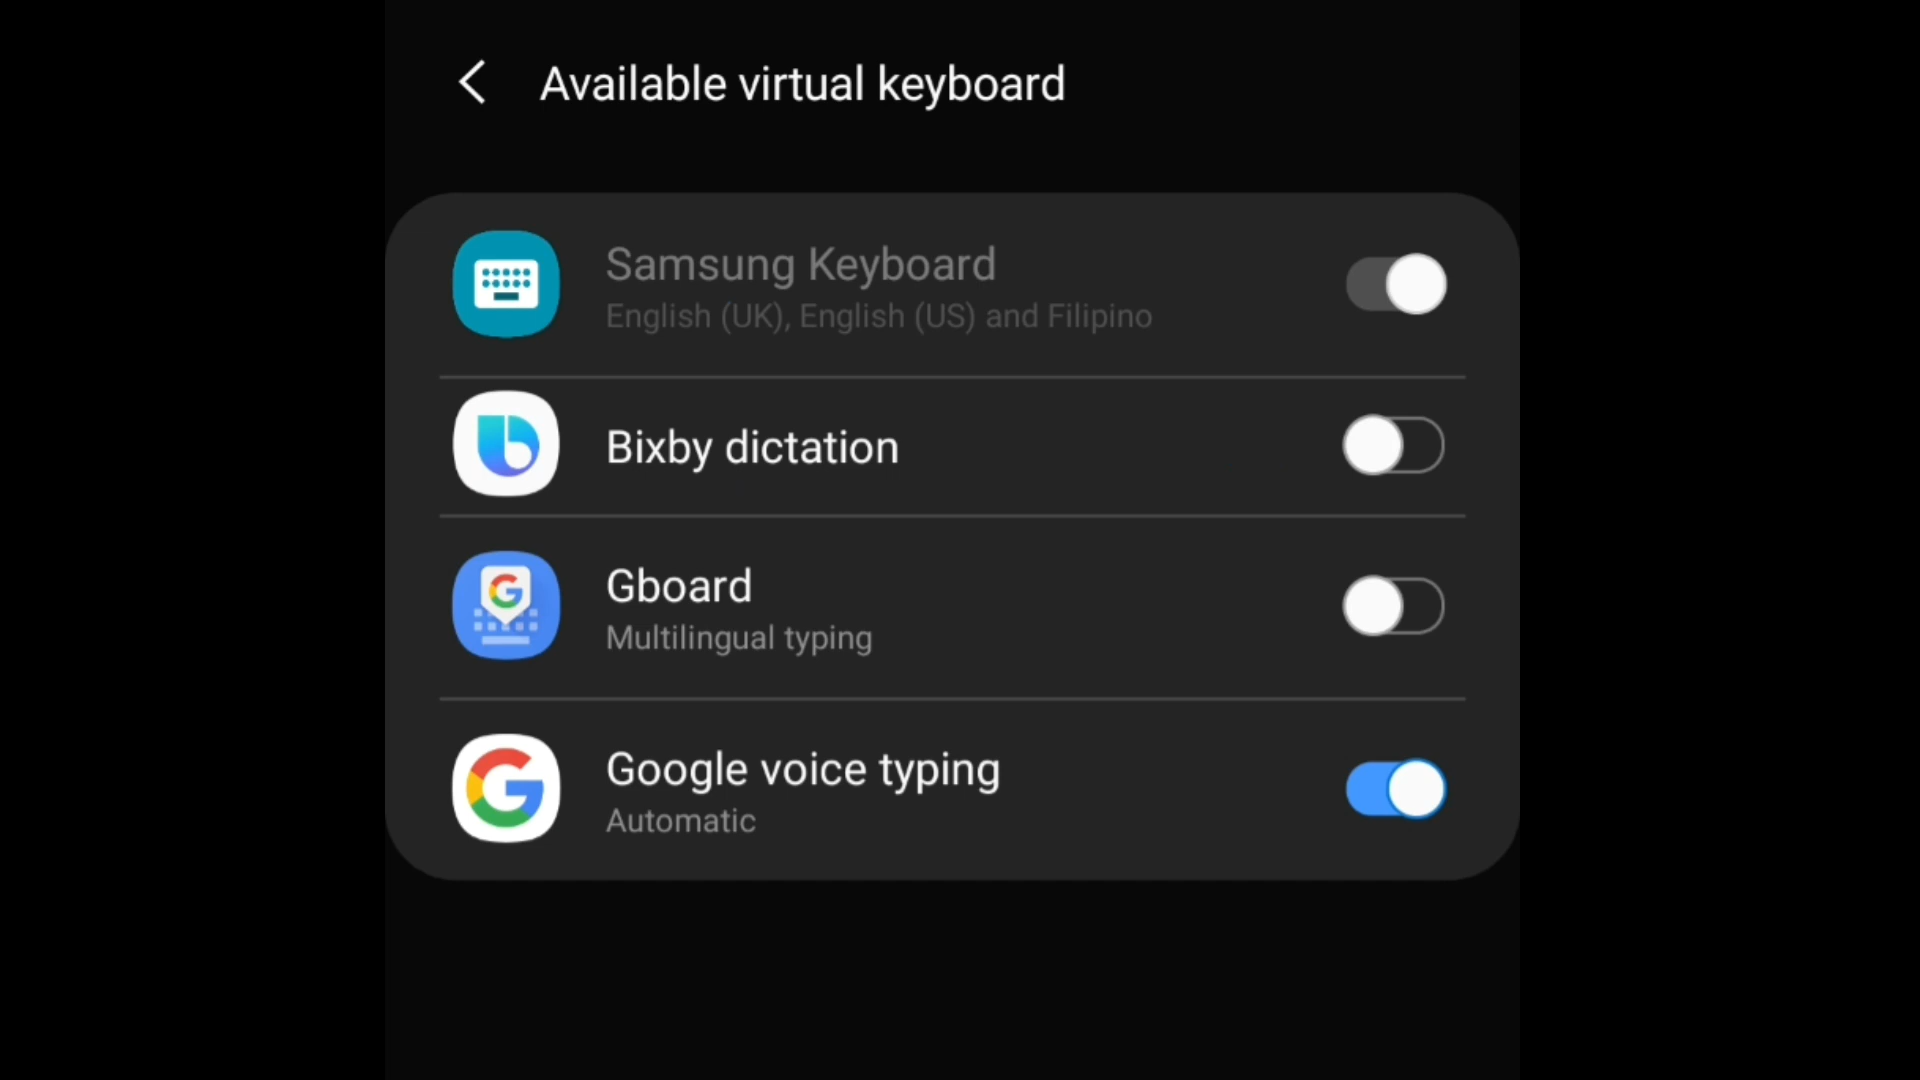 Available virtual keyboard
Samsung Keyboard
English (UK), English (US) and Filipino
Bixby dictation
Gboard
Multilingual typing
Google voice typing
Automatic